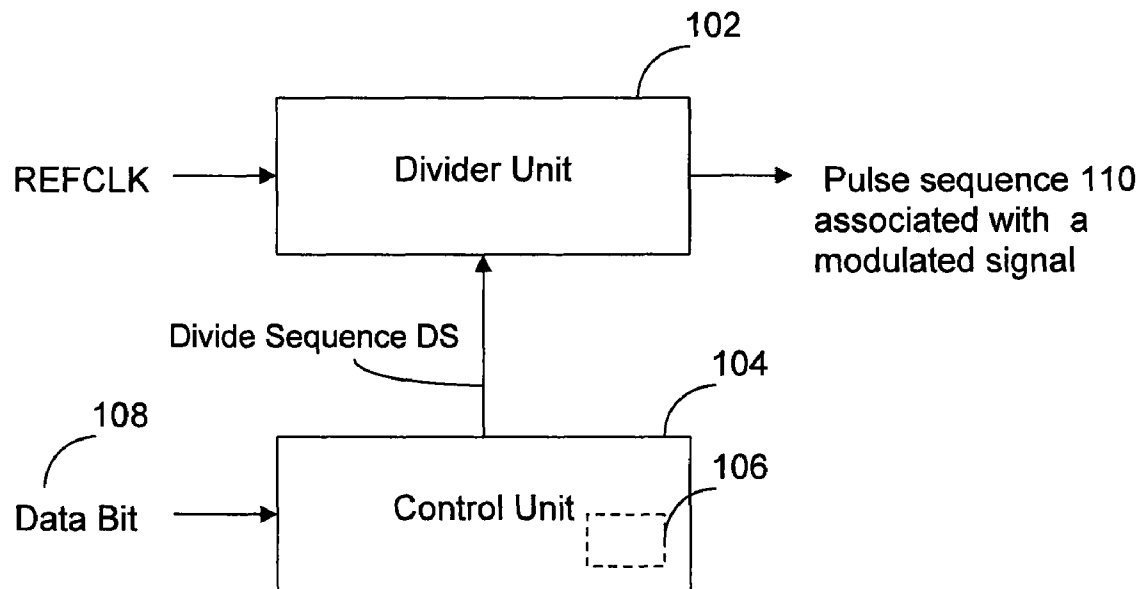 102
Divider Unit
REFCLK
Pulse sequence 110
associated with a
modulated signal
Divide Sequence DS
104
108
106
Control Unit
Data Bit